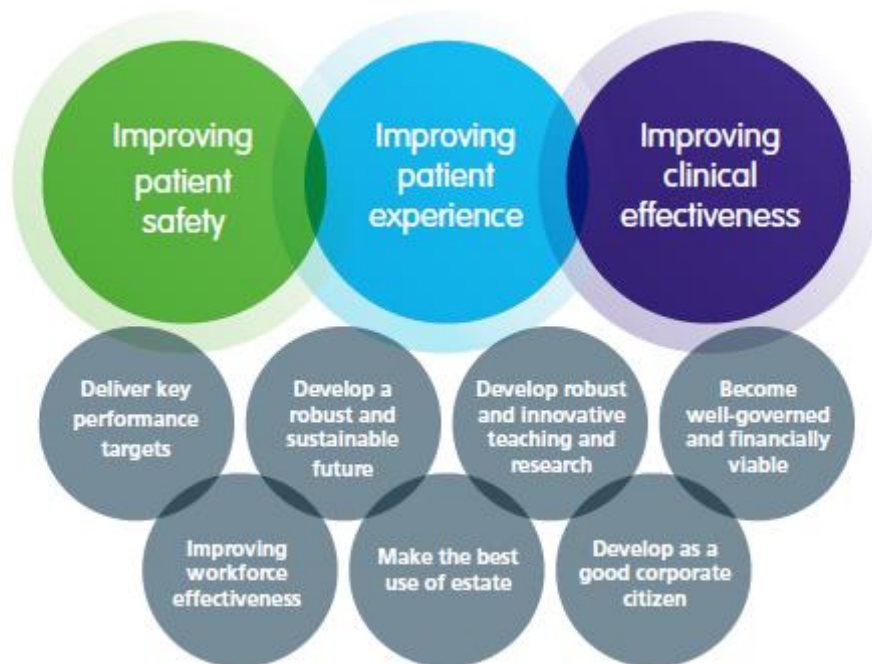 Improving
patient
safety
Improving
patient
experience
Improving
clinical
effectiveness
Deliver key
performance
targets
Develop a
robust and
sustainable
future
Develop robust
and innovative
teaching and
research
Become
well-governed
and financially
viable
Improving
workforce
effectiveness
Make the best
use of estate
Develop as a
good corporate
citizen